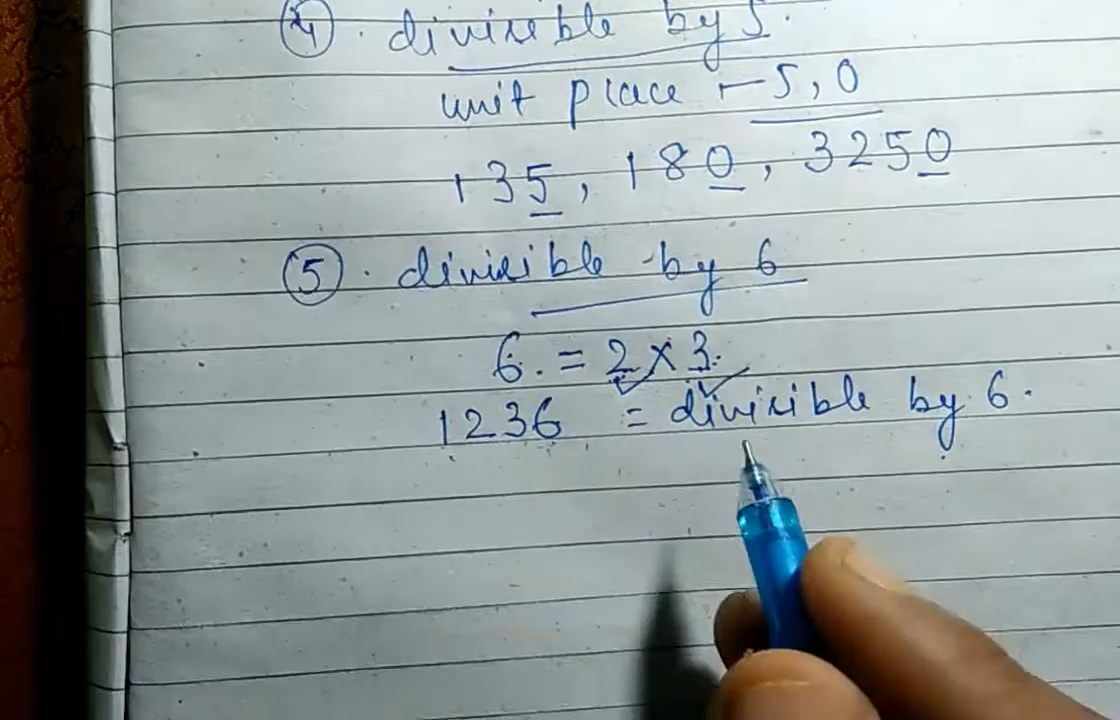 ④. divisible by 5.
unit place - 5, 0
135, 180, 3250
⑤. divisible by 6
6. = 2 × 3.
1236 = divisible by 6.